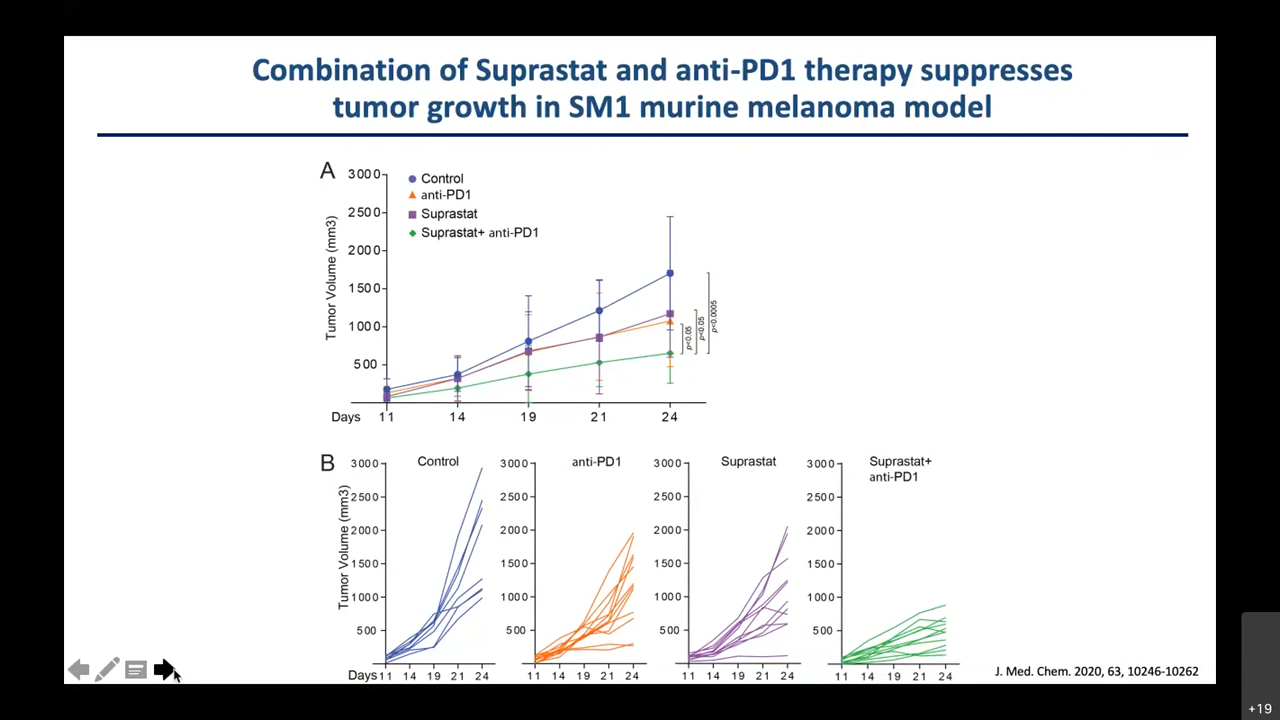 Combination of Suprastat and anti-PD1 therapy suppresses
tumor growth in SM1 murine melanoma model
A
Tumor Volume (mm3)
3000
2500
2000
1500
1000
500
Control
anti-PD1
Suprastat
Suprastat+ anti-PD1
p<0.05
p<0.05
p<0.0005
Days 11 14 19 21 24
B
Tumor Volume (mm3)
Control
3000
2500
2000
1500
1000
500
Days 11 14 19 21 24
anti-PD1
3000
2500
2000
1500
1000
500
11 14 19 21 24
Suprastat
3000
2500
2000
1500
1000
500
11 14 19 21 24
Suprastat+
anti-PD1
3000
2500
2000
1500
1000
500
11 14 19 21 24
J. Med. Chem. 2020, 63, 10246-10262
+19